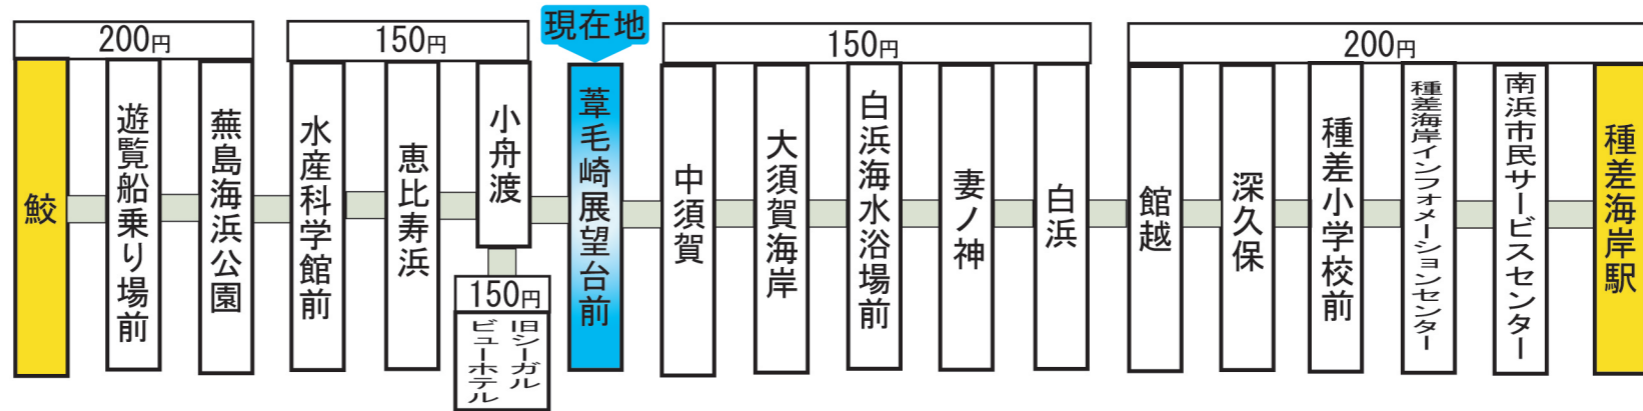 200円
150円
現在地
150円
200円
鮫
遊覧船乗り場前
蕪島海浜公園
水産科学館前
恵比寿浜
小舟渡
150円
旧シーガル
ビューホテル
葦毛崎展望台前
中須賀
大須賀海岸
白浜海水浴場前
妻ノ神
白浜
館越
深久保
種差小学校前
種差海岸インフォメーションセンター
南浜市民サービスセンター
種差海岸駅